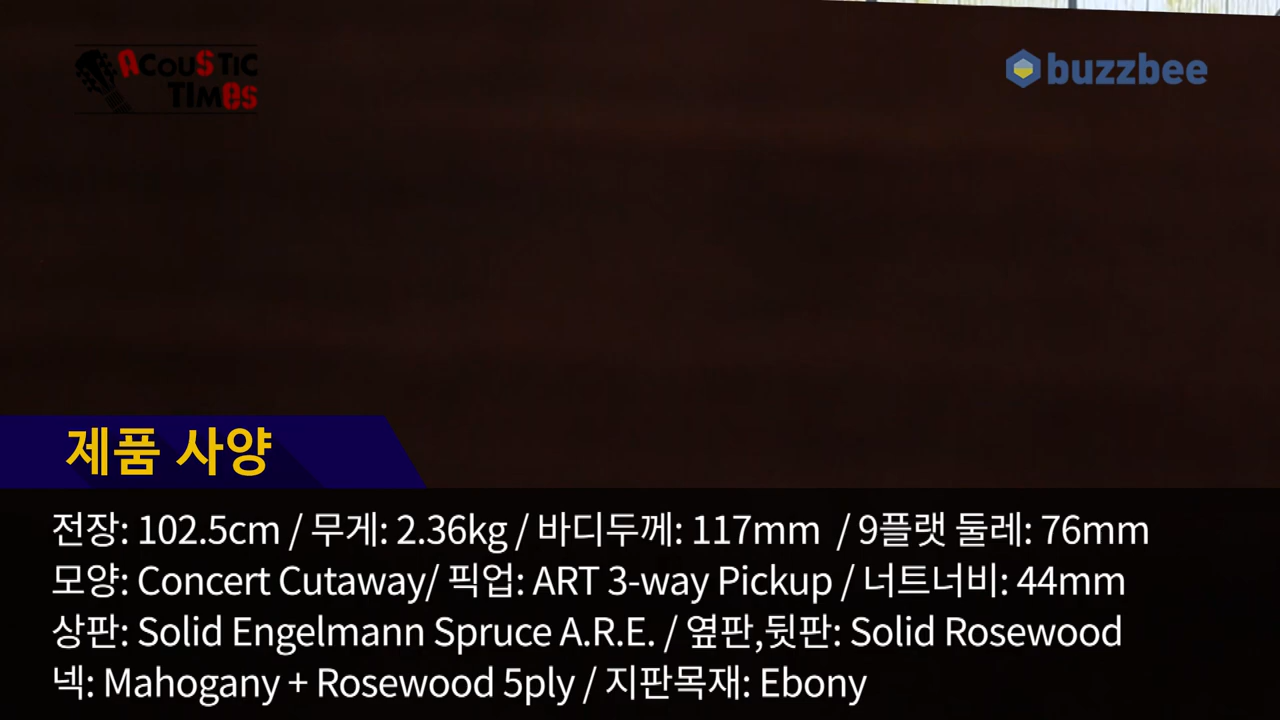 ACOUSTIC
TIMES
buzzbee
제품 사양
전장: 102.5cm / 무게: 2.36kg / 바디두께: 117mm / 9플랫 둘레: 76mm
모양: Concert Cutaway/ 픽업: ART 3-way Pickup / 너트너비: 44mm
상판: Solid Engelmann Spruce A.R.E. / 옆판,뒷판: Solid Rosewood
넥: Mahogany + Rosewood 5ply / 지판목재: Ebony